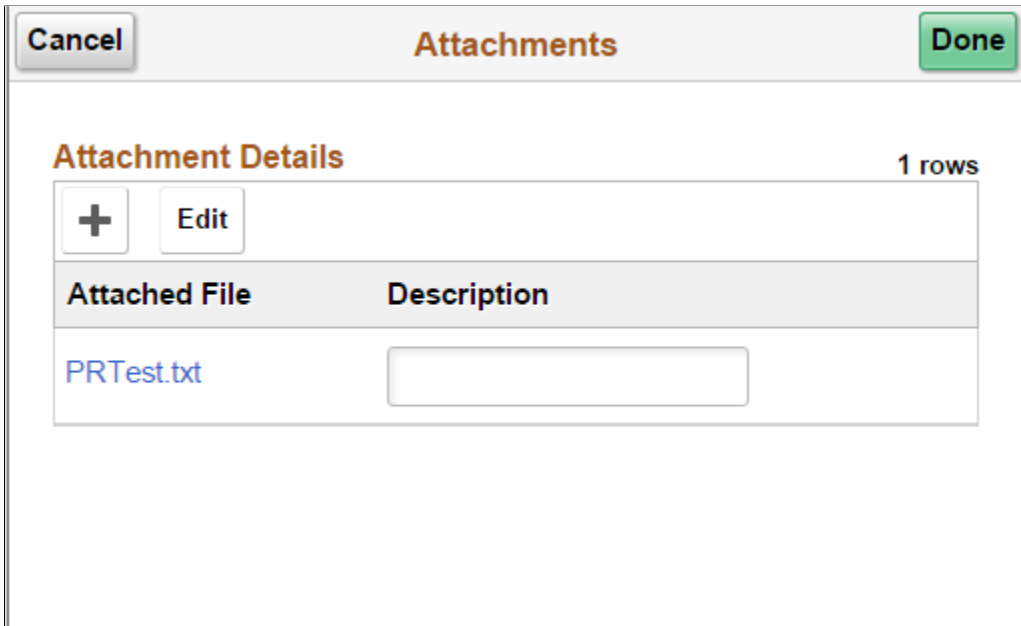 Cancel Attachments Done
Attachment Details 1 rows
Edit
Attached File Description
PRTest.txt